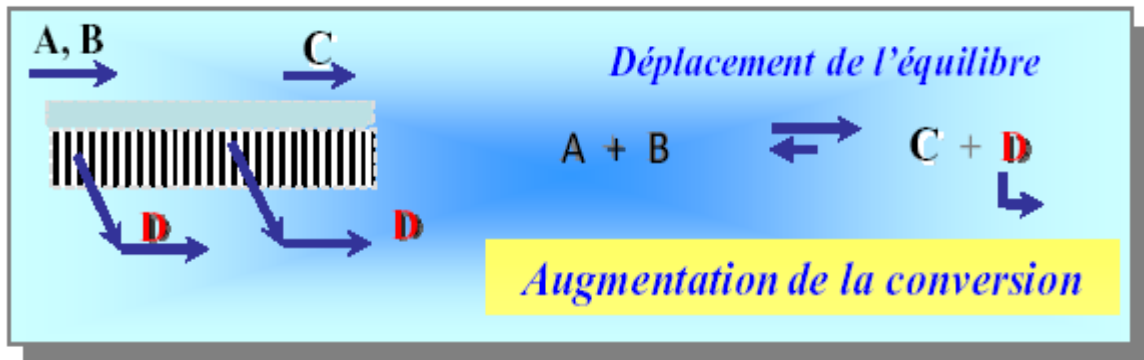 A, B
C
Déplacement de l'équilibre
A + B
C + D
D
D
Augmentation de la conversion